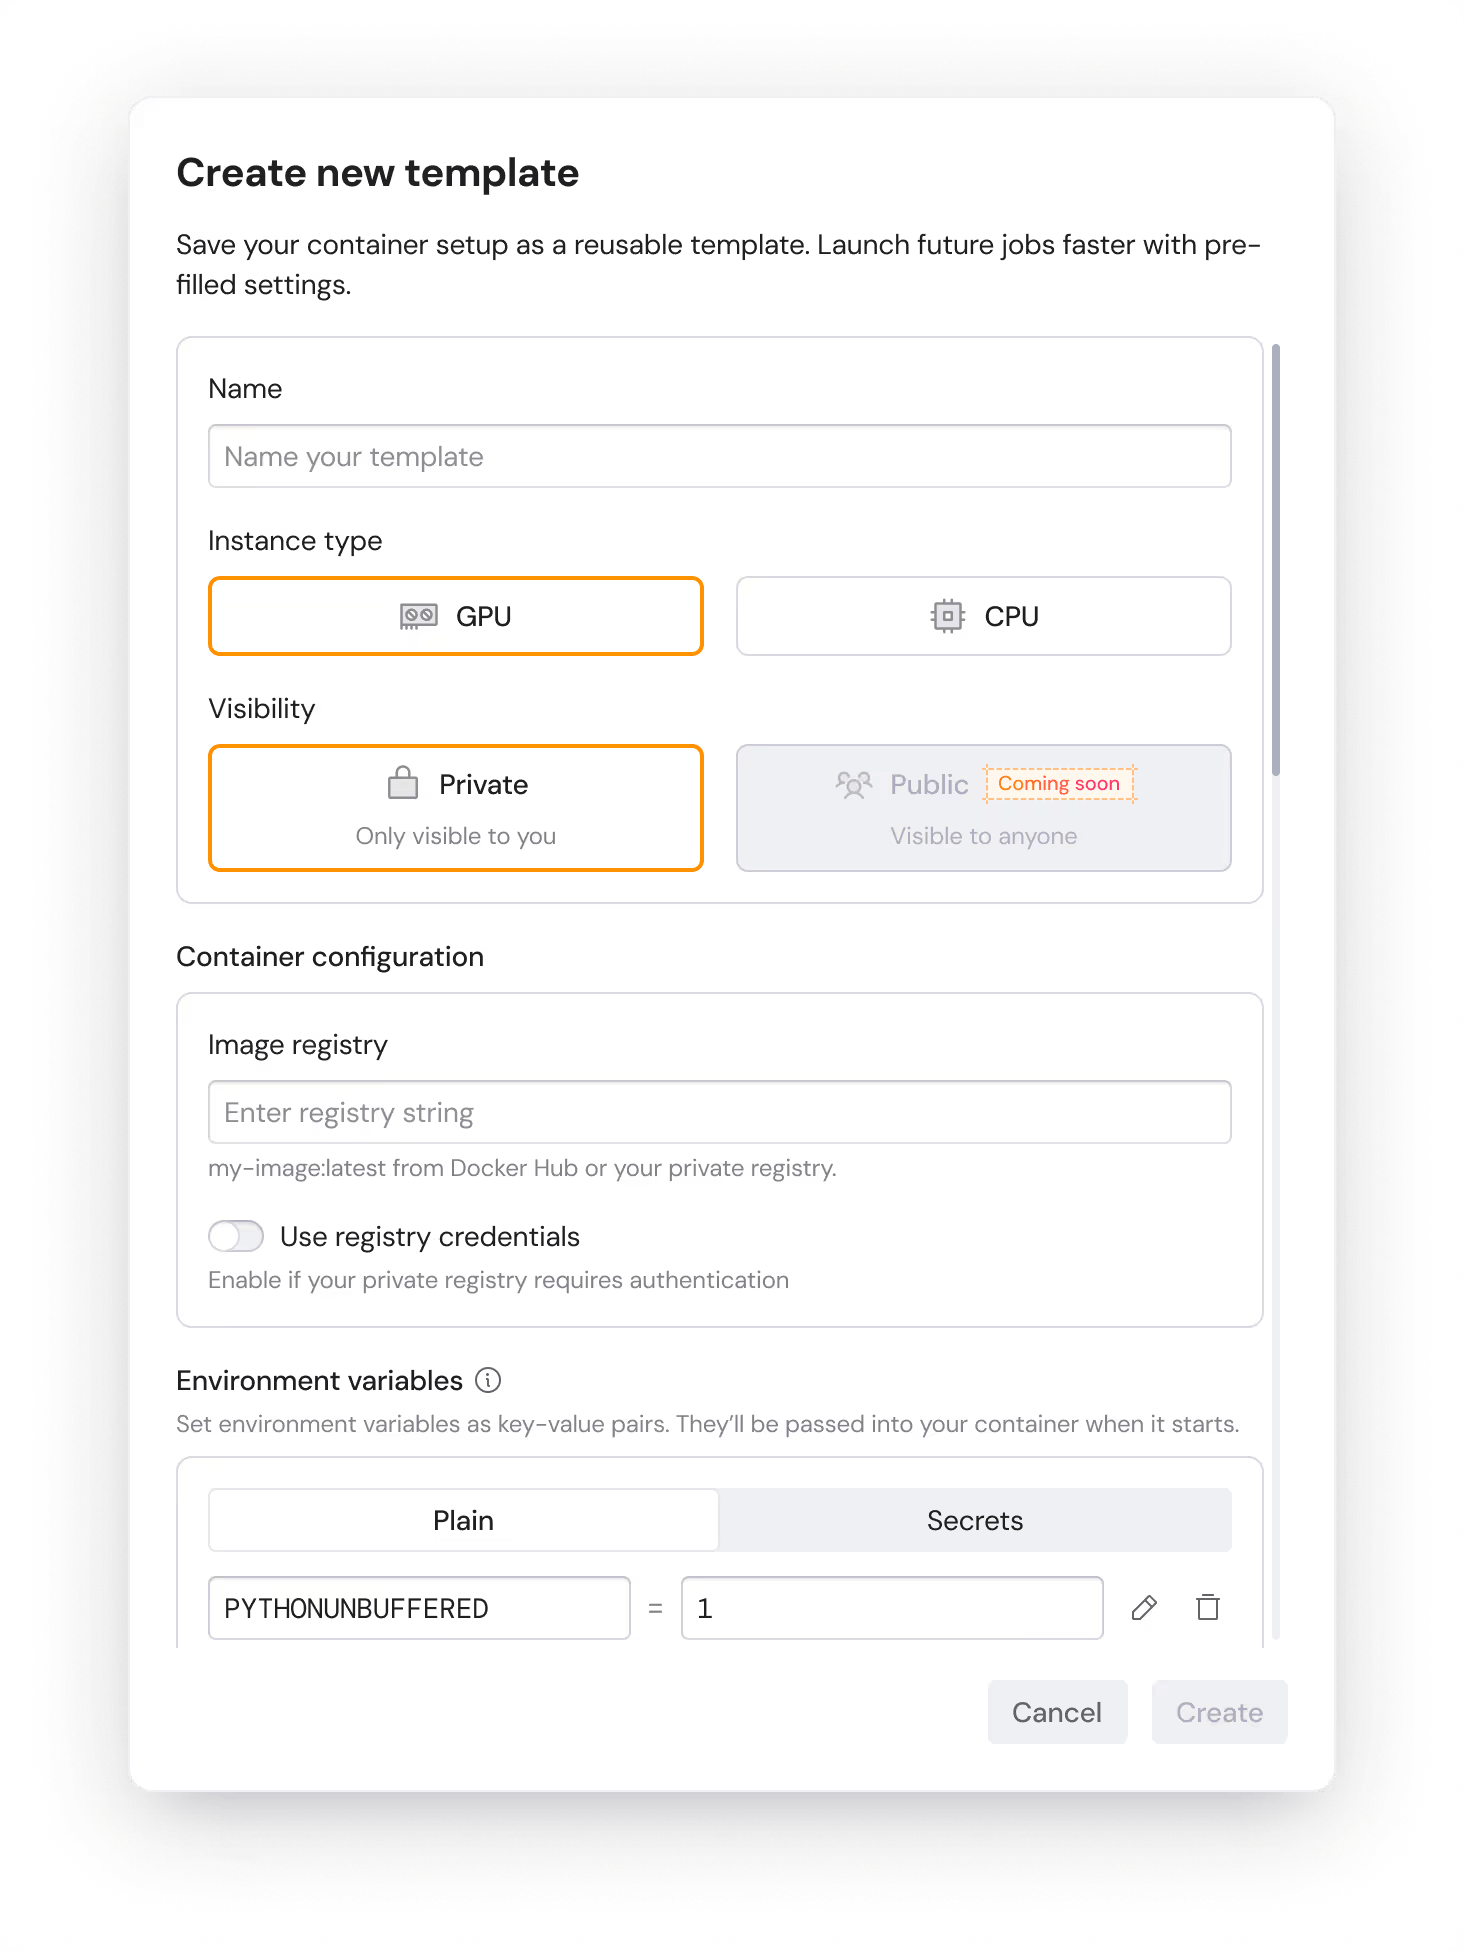 Create new template
Save your container setup as a reusable template. Launch future jobs faster with pre-
filled settings.
Name
Name your template
Instance type
GPU
CPU
Visibility
Private
Only visible to you
Public
Coming soon
Visible to anyone
Container configuration
Image registry
Enter registry string
my-image:latest from Docker Hub or your private registry.
Use registry credentials
Enable if your private registry requires authentication
Environment variables
Set environment variables as key-value pairs. They’ll be passed into your container when it starts.
Plain
Secrets
PYTHONUNBUFFERED = 1
Cancel
Create